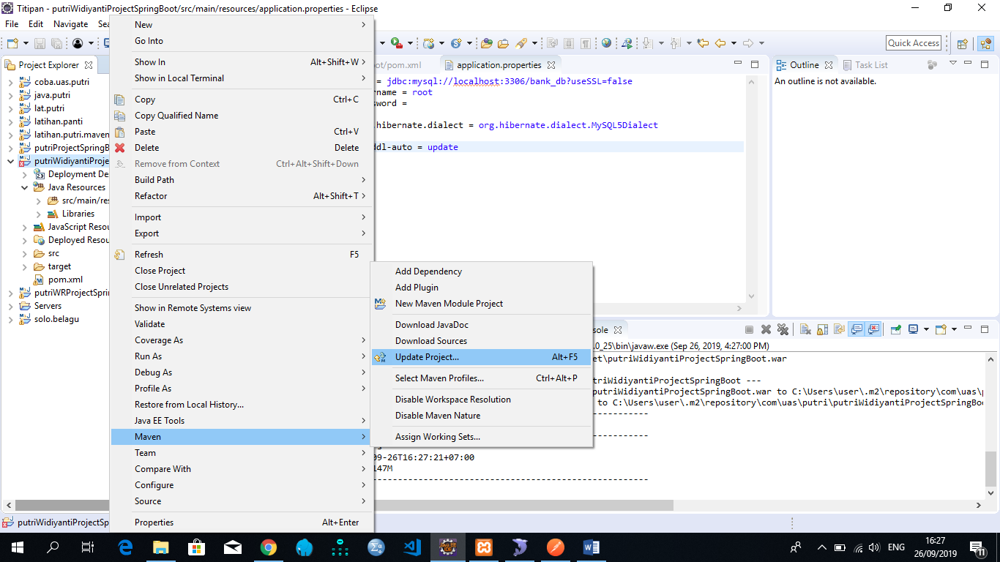 Titipan - putriWidiyantiProjectSpringBoot/src/main/resources/application.properties - Eclipse
File Edit Navigate Sea
Quick Access
Project Explorer
coba.uas.putri
java.putri
lat.putri
latihan.panti
latihan.putri.maven
putriProjectSpringB
putriWidiyantiProje
Deployment De
Java Resources
src/main/res
Libraries
JavaScript Resou
Deployed Resou
src
target
pom.xml
putriWRProjectSpri
Servers
solo.belagu
New
Go Into
Show In Alt+Shift+W
Show in Local Terminal
Copy Ctrl+C
Copy Qualified Name
Paste Ctrl+V
Delete Delete
Remove from Context Ctrl+Alt+Shift+Down
Build Path
Refactor Alt+Shift+T
Import
Export
Refresh F5
Close Project
Close Unrelated Projects
Show in Remote Systems view
Validate
Coverage As
Run As
Debug As
Profile As
Restore from Local History...
Java EE Tools
Maven
Team
Compare With
Configure
Source
Properties Alt+Enter
Add Dependency
Add Plugin
New Maven Module Project
Download JavaDoc
Download Sources
Update Project... Alt+F5
Select Maven Profiles... Ctrl+Alt+P
Disable Workspace Resolution
Disable Maven Nature
Assign Working Sets...
ot/pom.xml
application.properties
= jdbc:mysql://localhost:3306/bank_db?useSSL=false
rname = root
sword =
.hibernate.dialect = org.hibernate.dialect.MySQL5Dialect
ddl-auto = update
Outline
Task List
An outline is not available.
sole
.0_25\bin\javaw.exe (Sep 26, 2019, 4:27:00 PM)
et\putriWidiyantiProjectSpringBoot.war
triWidiyantiProjectSpringBoot ---
putriWidiyantiProjectSpringBoot.war to C:\Users\user\.m2\repository\com\uas\p
to C:\Users\user\.m2\repository\com\uas\putri\putriWidiyantiProjectSpringBoo
----------
----------
09-26T16:27:21+07:00
147M
------------------------------------------------------------
putriWidiyantiProjectSp
ENG
16:27
26/09/2019
11